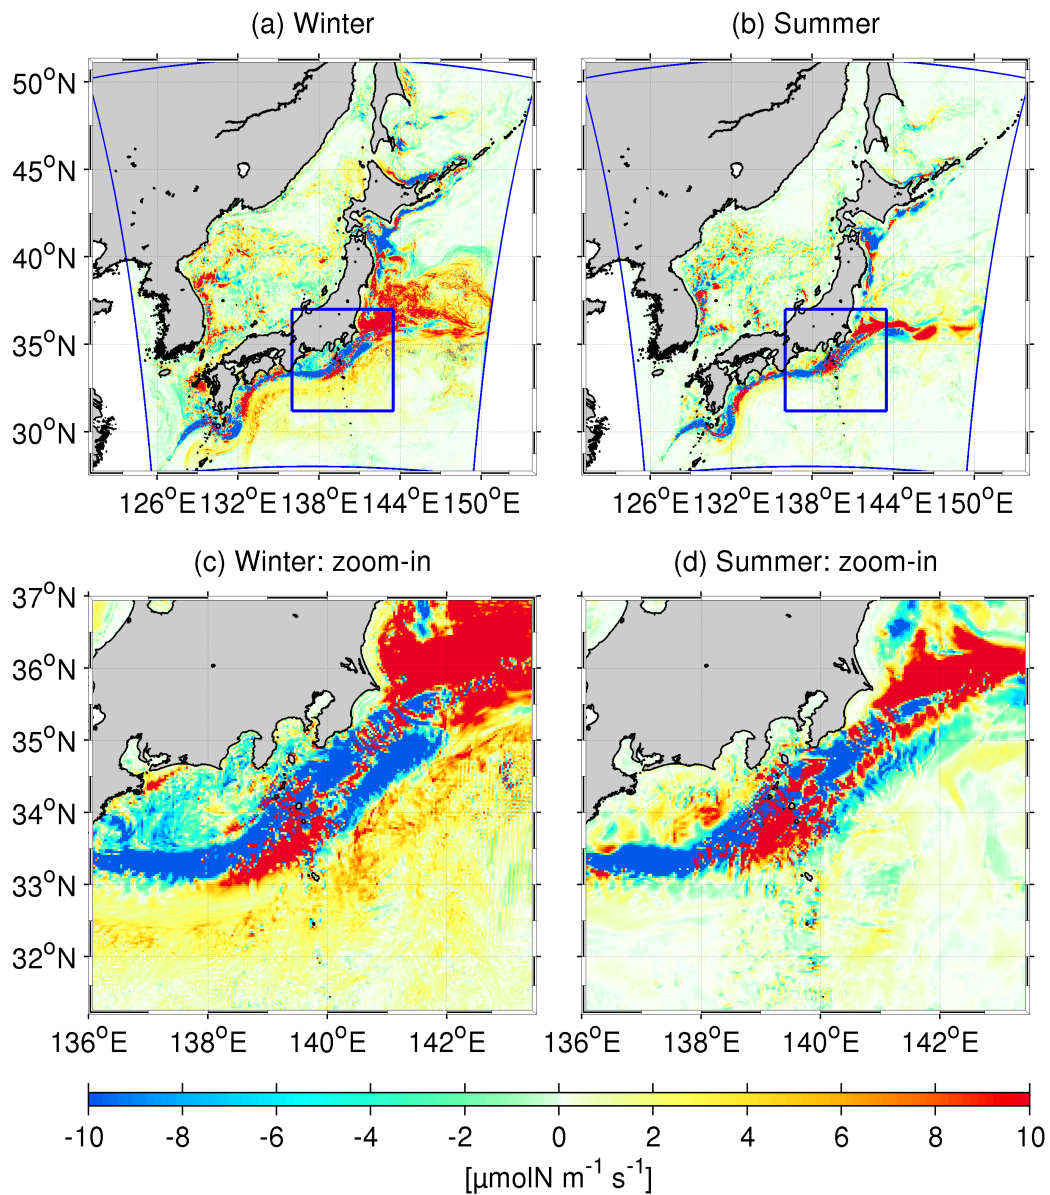 (a) Winter
(b) Summer
50°N
45°N
40°N
35°N
30°N
126°E 132°E 138°E 144°E 150°E
126°E 132°E 138°E 144°E 150°E
(c) Winter: zoom-in
(d) Summer: zoom-in
37°N
36°N
35°N
34°N
33°N
32°N
136°E 138°E 140°E 142°E
136°E 138°E 140°E 142°E
-10 -8 -6 -4 -2 0 2 4 6 8 10
[μmolN m⁻¹ s⁻¹]